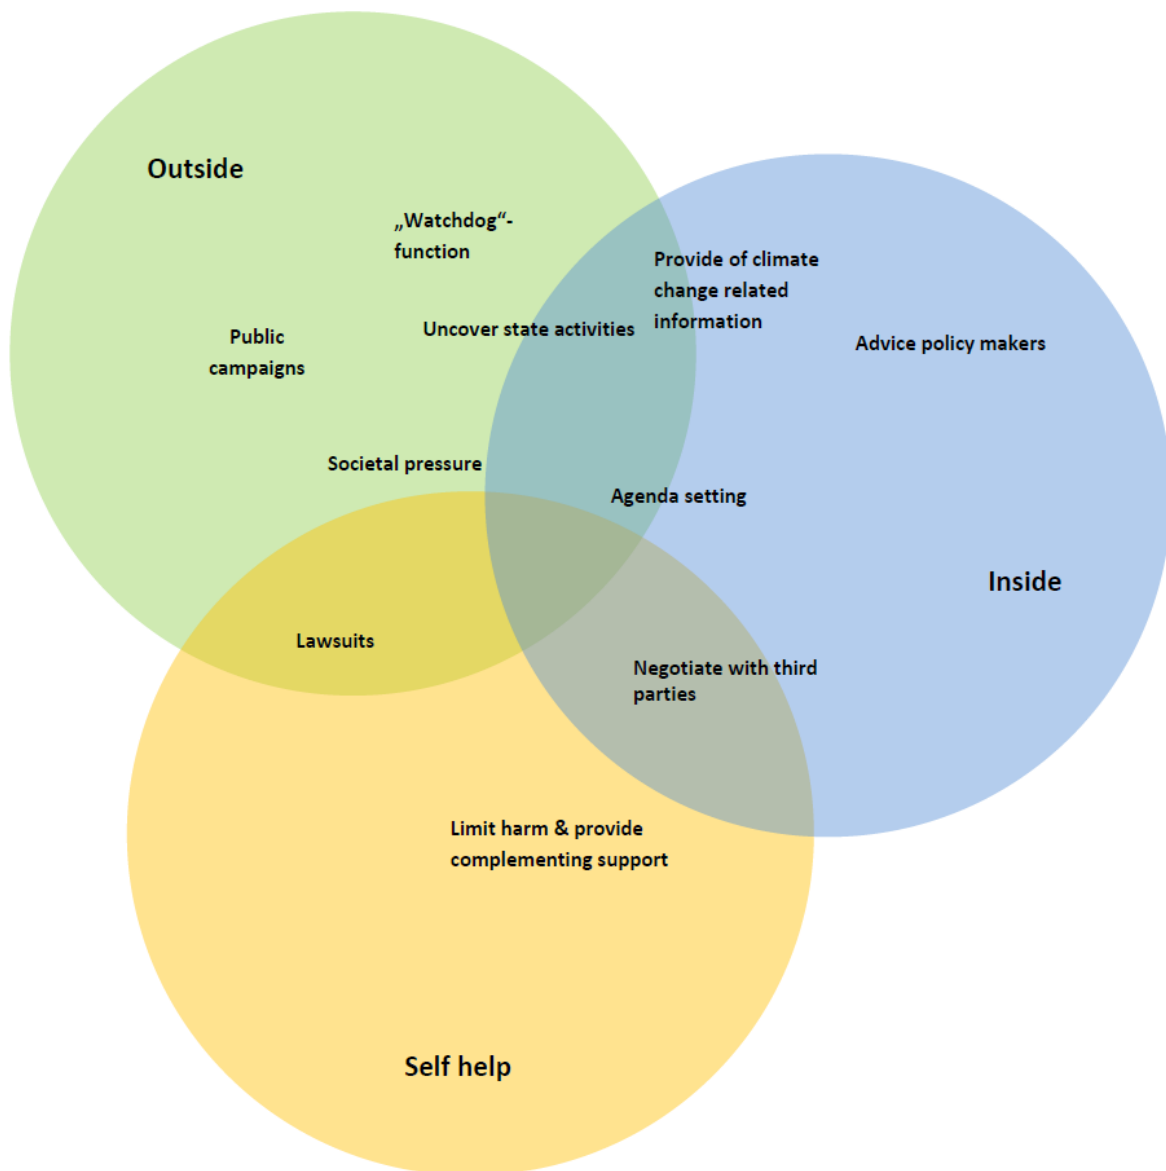 Outside
„Watchdog“-
function
Provide of climate
change related
information
Uncover state activities
Public
campaigns
Advice policy makers
Societal pressure
Agenda setting
Inside
Lawsuits
Negotiate with third
parties
Limit harm & provide
complementing support
Self help